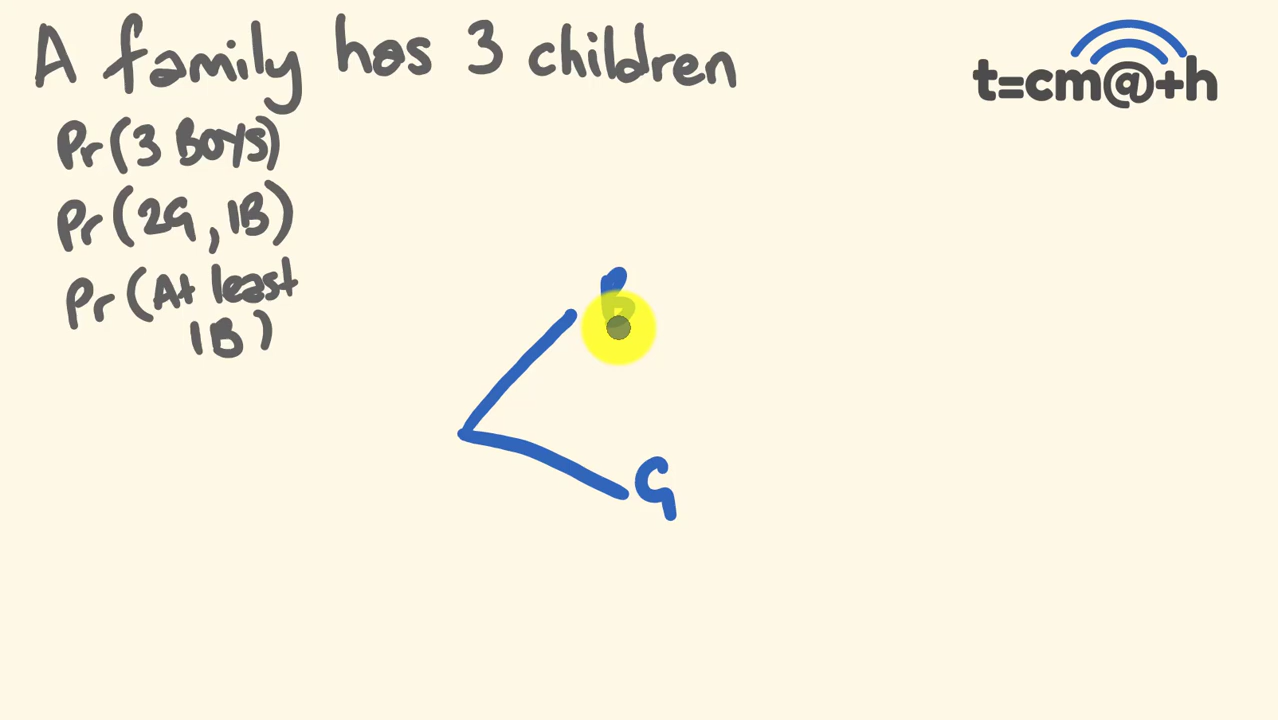 A family has 3 children
t=cm@+h
Pr(3 Boys)
Pr(2G, 1B)
Pr(At least
1B)
B
G